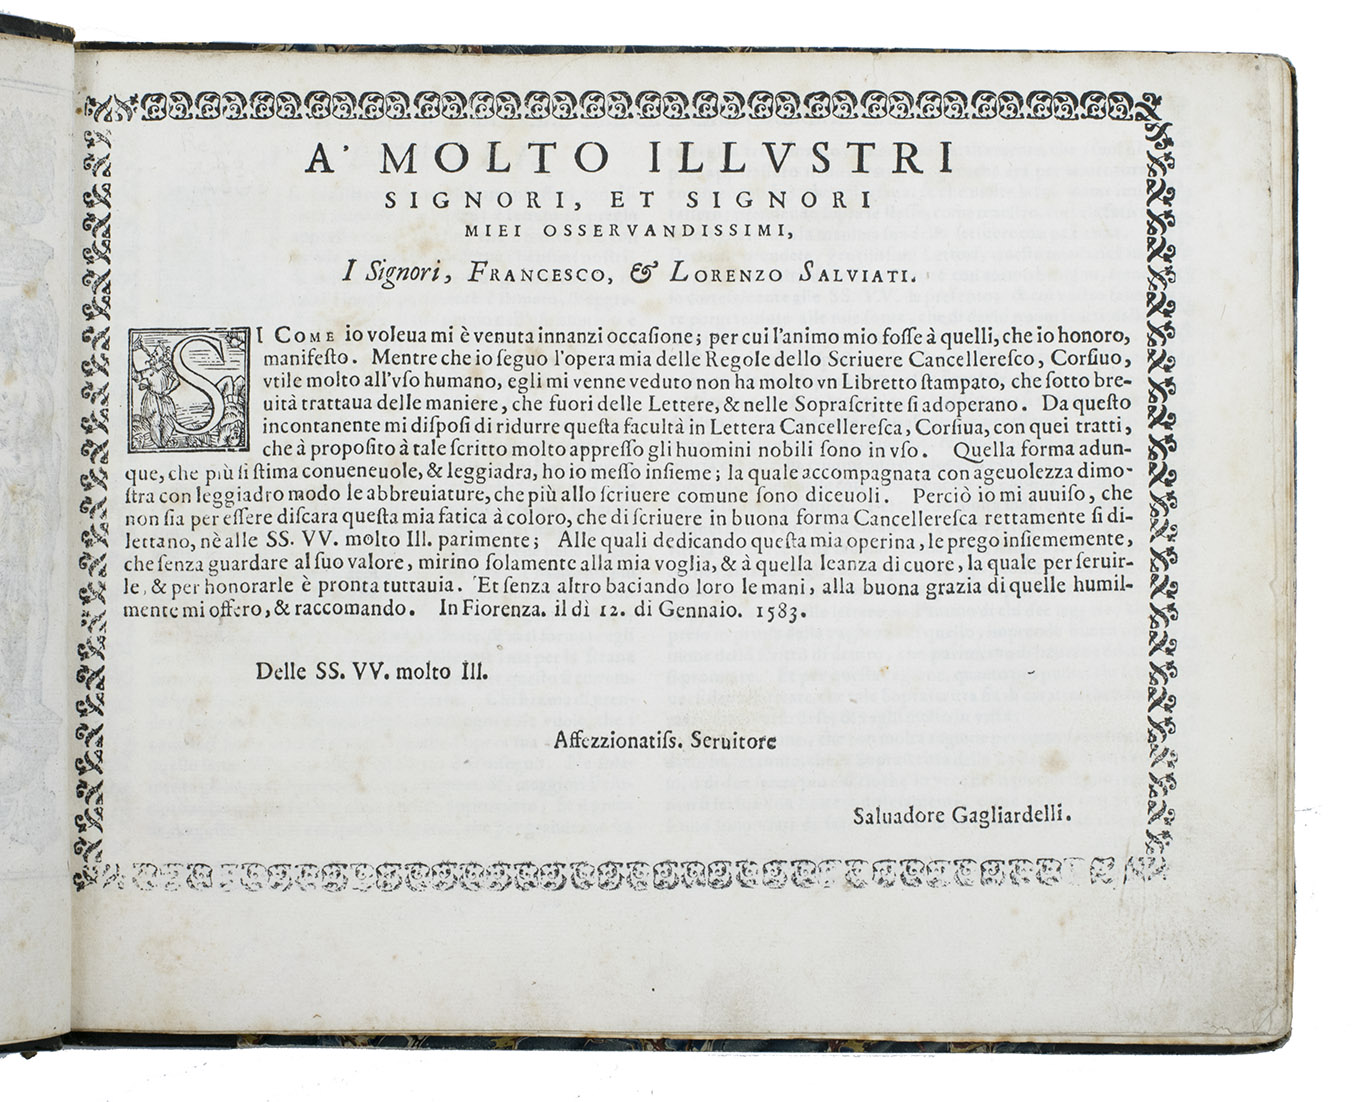 A' MOLTO ILLVSTRI
SIGNORI, ET SIGNORI
MIEI OSSERVANDISSIMI,
I Signori, FRANCESCO, & LORENZO SALVIATI.
SI COME io voleua mi è venuta innanzi occaſione; per cui l'animo mio foſſe à quelli, che io honoro,
manifeſto. Mentre che io ſeguo l'opera mia delle Regole dello Scriuere Cancellereſco, Corſiuo,
vtile molto all'vſo humano, egli mi venne veduto non ha molto vn Libretto ſtampato, che ſotto bre-
uità trattaua delle maniere, che fuori delle Lettere, & nelle Sopraſcritte ſi adoperano. Da queſto
incontanente mi diſpoſi di ridurre queſta facultà in Lettera Cancellereſca, Corſiua, con quei tratti,
che à propoſito à tale ſcritto molto appreſſo gli huomini nobili ſono in vſo. Quella forma adun-
que, che più ſi ſtima conueneuole, & leggiadra, ho io meſſo inſieme; la quale accompagnata con ageuolezza dimo-
ſtra con leggiadro modo le abbreuiature, che più allo ſcriuere comune ſono diceuoli. Perciò io mi auuiſo, che
non ſia per eſſere diſcara queſta mia fatica à coloro, che di ſcriuere in buona forma Cancellereſca rettamente ſi di-
lettano, nè alle SS. VV. molto Ill. parimente; Alle quali dedicando queſta mia operina, le prego inſiememente,
che ſenza guardare al ſuo valore, mirino ſolamente alla mia voglia, & à quella leanza di cuore, la quale per ſeruir-
le, & per honorarle è pronta tuttauia. Et ſenza altro baciando loro le mani, alla buona grazia di quelle humil-
mente mi offero, & raccomando. In Fiorenza. il dì 12. di Gennaio. 1583.
Delle SS. VV. molto Ill.
Affezzionatiſs. Seruitore
Saluadore Gagliardelli.